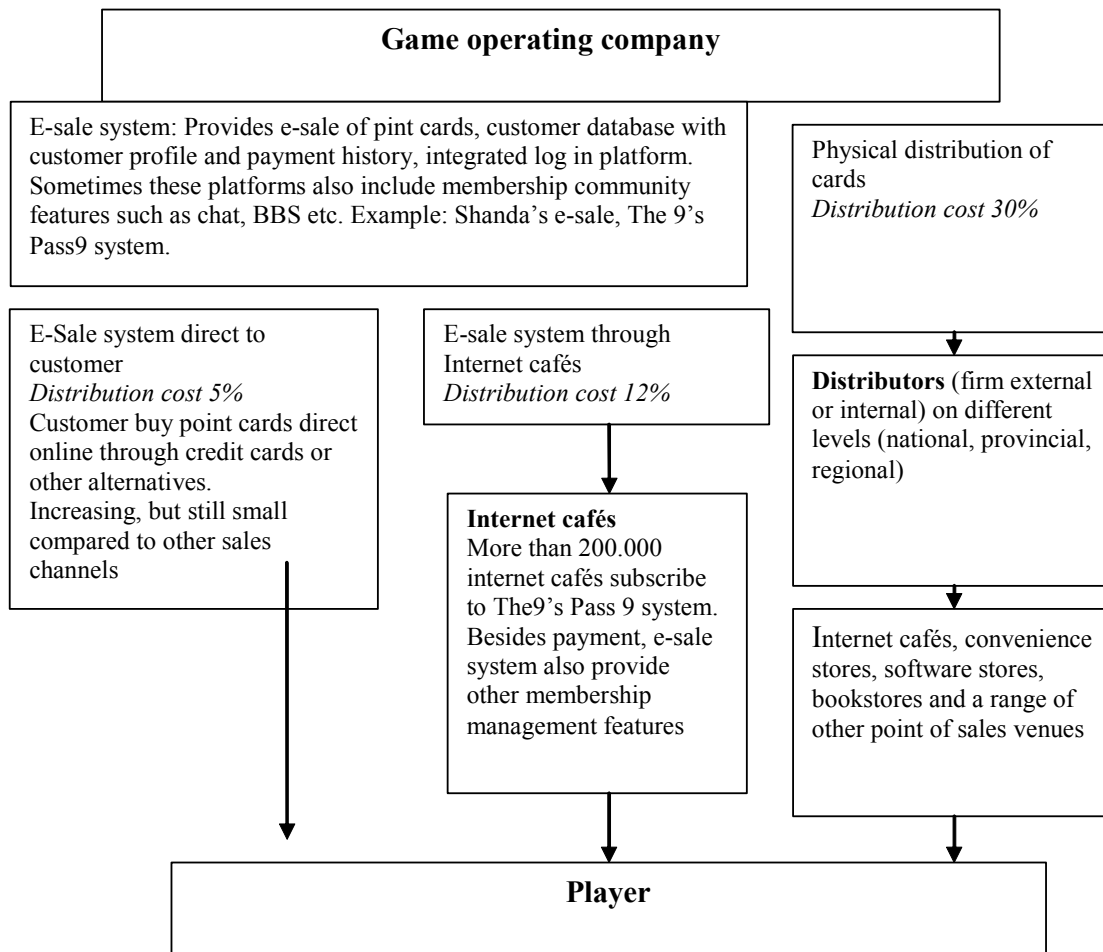 Game operating company
E-sale system: Provides e-sale of pint cards, customer database with
customer profile and payment history, integrated log in platform.
Sometimes these platforms also include membership community
features such as chat, BBS etc. Example: Shanda’s e-sale, The 9’s
Pass9 system.
Physical distribution of
cards
Distribution cost 30%
E-Sale system direct to
customer
Distribution cost 5%
Customer buy point cards direct
online through credit cards or
other alternatives.
Increasing, but still small
compared to other sales
channels
E-sale system through
Internet cafés
Distribution cost 12%
Distributors (firm external
or internal) on different
levels (national, provincial,
regional)
Internet cafés
More than 200.000
internet cafés subscribe
to The9’s Pass 9 system.
Besides payment, e-sale
system also provide
other membership
management features
Internet cafés, convenience
stores, software stores,
bookstores and a range of
other point of sales venues
Player